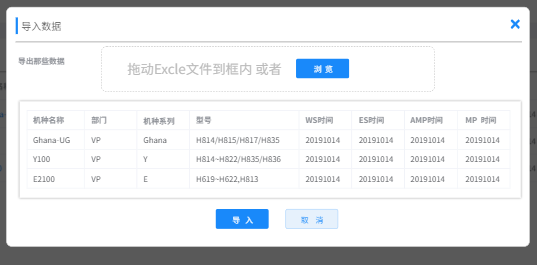 导入数据
导出那些数据
拖动Excle文件到框内 或者 浏 览
机种名称 部门 机种系列 型号 WS时间 ES时间 AMP时间 MP 时间
Ghana-UG VP Ghana H814/H815/H817/H835 20191014 20191014 20191014 20191014
Y100 VP Y H814~H822/H835/H836 20191014 20191014 20191014 20191014
E2100 VP E H619~H622,H813 20191014 20191014 20191014 20191014
导 入 取 消